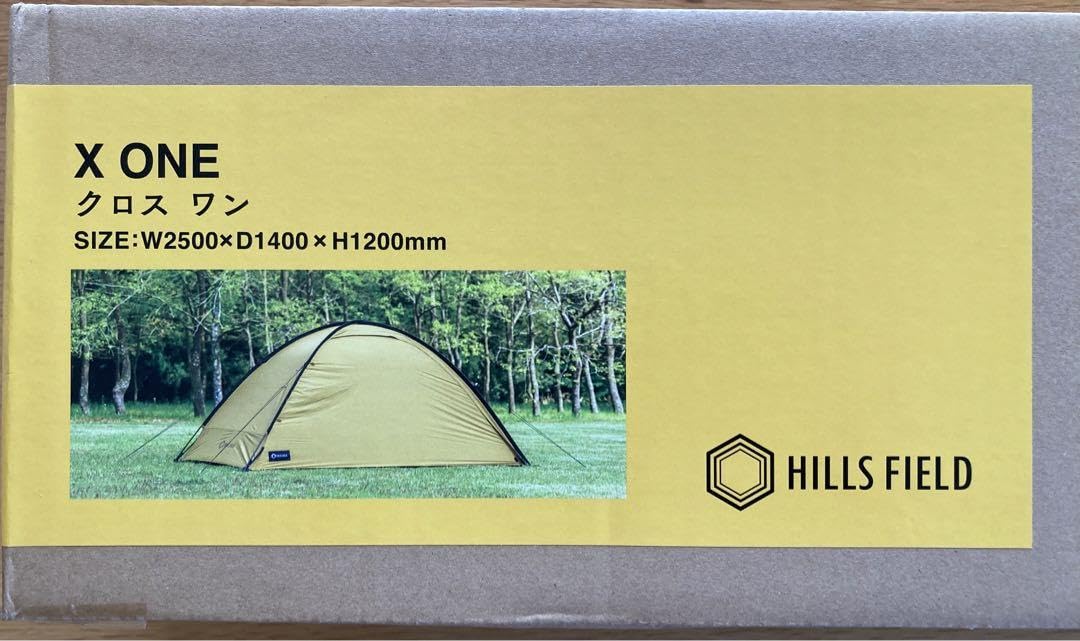 X ONE
クロス ワン
SIZE:W2500×D1400×H1200mm
HILLS FIELD